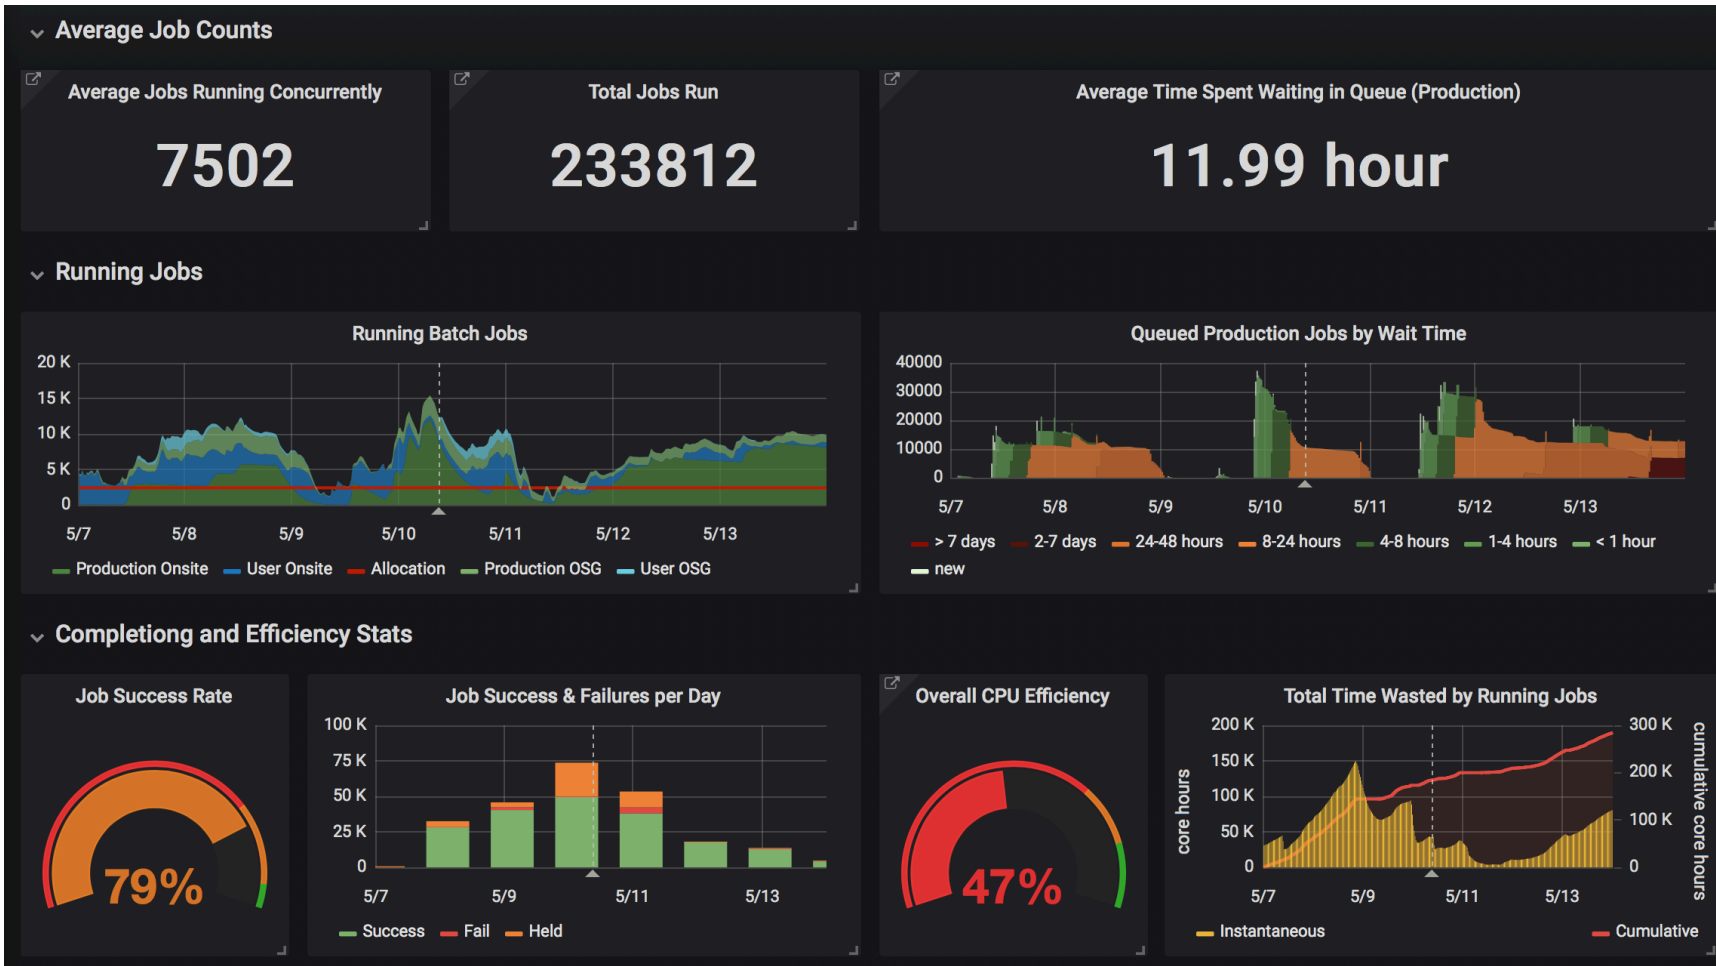 Average Job Counts
Average Jobs Running Concurrently
Total Jobs Run
Average Time Spent Waiting in Queue (Production)
7502
233812
11.99 hour
Running Jobs
Running Batch Jobs
20 K
15 K
10 K
5 K
0
5/7 5/8 5/9 5/10 5/11 5/12 5/13
Production Onsite User Onsite Allocation Production OSG User OSG
Queued Production Jobs by Wait Time
40000
30000
20000
10000
0
5/7 5/8 5/9 5/10 5/11 5/12 5/13
> 7 days 2-7 days 24-48 hours 8-24 hours 4-8 hours 1-4 hours < 1 hour
new
Completiong and Efficiency Stats
Job Success Rate
79%
Job Success & Failures per Day
100 K
75 K
50 K
25 K
0
5/7 5/9 5/11 5/13
Success Fail Held
Overall CPU Efficiency
47%
Total Time Wasted by Running Jobs
core hours
200 K
150 K
100 K
50 K
0
300 K
200 K
100 K
0
cumulative core hours
5/7 5/9 5/11 5/13
Instantaneous Cumulative